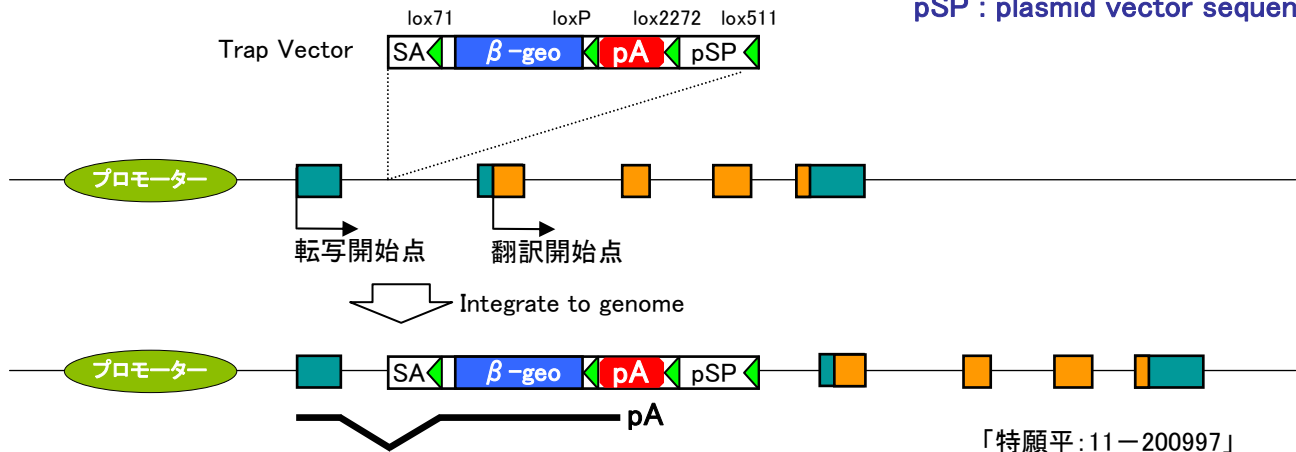 lox71 loxP lox2272 lox511
pSP : plasmid vector sequen
Trap Vector
SA β-geo pA pSP
プロモーター
転写開始点 翻訳開始点
Integrate to genome
プロモーター
SA β-geo pA pSP
pA
「特願平:11-200997」